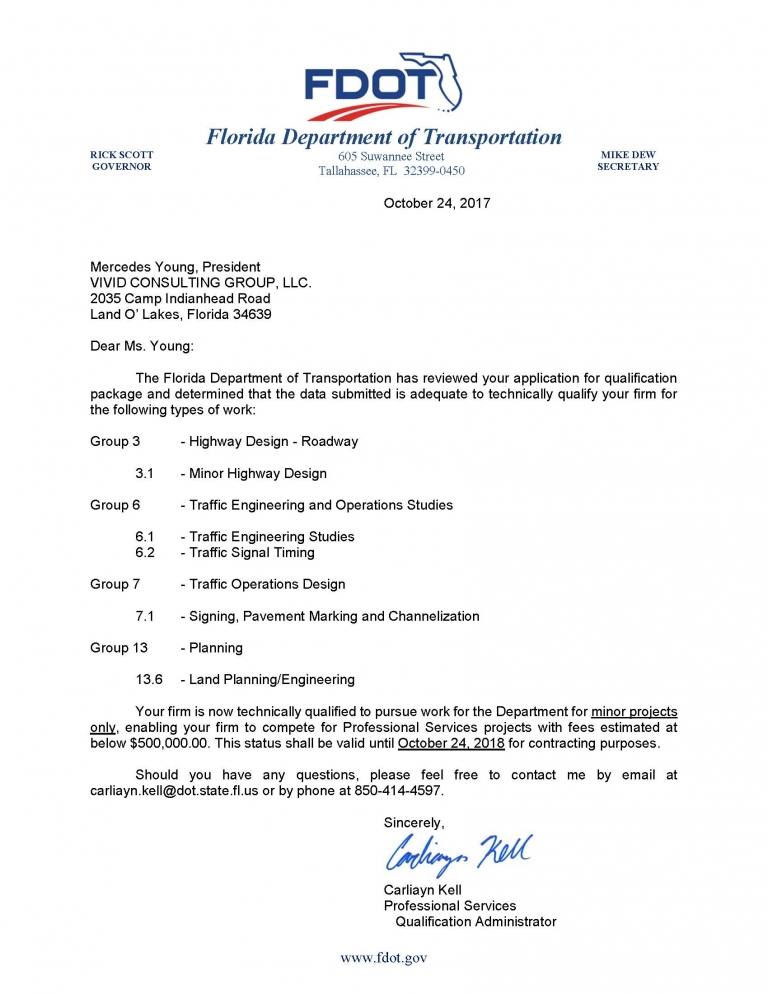 FDOT
Florida Department of Transportation
RICK SCOTT
GOVERNOR
605 Suwannee Street
Tallahassee, FL 32399-0450
MIKE DEW
SECRETARY
October 24, 2017
Mercedes Young, President
VIVID CONSULTING GROUP, LLC.
2035 Camp Indianhead Road
Land O' Lakes, Florida 34639
Dear Ms. Young:
The Florida Department of Transportation has reviewed your application for qualification
package and determined that the data submitted is adequate to technically qualify your firm for
the following types of work:
Group 3 - Highway Design - Roadway
3.1 - Minor Highway Design
Group 6 - Traffic Engineering and Operations Studies
6.1 - Traffic Engineering Studies
6.2 - Traffic Signal Timing
Group 7 - Traffic Operations Design
7.1 - Signing, Pavement Marking and Channelization
Group 13 - Planning
13.6 - Land Planning/Engineering
Your firm is now technically qualified to pursue work for the Department for minor projects
only, enabling your firm to compete for Professional Services projects with fees estimated at
below $500,000.00. This status shall be valid until October 24, 2018 for contracting purposes.
Should you have any questions, please feel free to contact me by email at
carliayn.kell@dot.state.fl.us or by phone at 850-414-4597.
Sincerely,
Carliayn Kell
Carliayn Kell
Professional Services
Qualification Administrator
www.fdot.gov